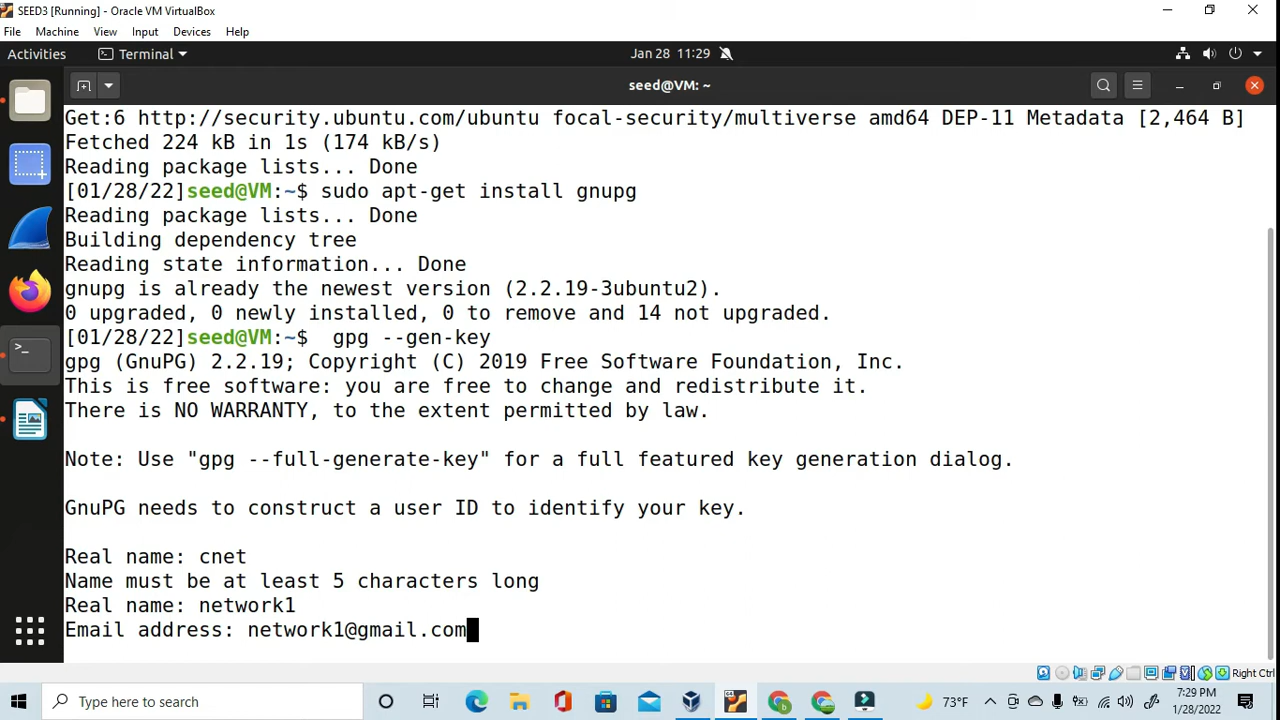 SEED3 [Running] - Oracle VM VirtualBox
File Machine View Input Devices Help
Activities Terminal Jan 28 11:29
seed@VM: ~
Get:6 http://security.ubuntu.com/ubuntu focal-security/multiverse amd64 DEP-11 Metadata [2,464 B]
Fetched 224 kB in 1s (174 kB/s)
Reading package lists... Done
[01/28/22]seed@VM:~$ sudo apt-get install gnupg
Reading package lists... Done
Building dependency tree
Reading state information... Done
gnupg is already the newest version (2.2.19-3ubuntu2).
0 upgraded, 0 newly installed, 0 to remove and 14 not upgraded.
[01/28/22]seed@VM:~$  gpg --gen-key
gpg (GnuPG) 2.2.19; Copyright (C) 2019 Free Software Foundation, Inc.
This is free software: you are free to change and redistribute it.
There is NO WARRANTY, to the extent permitted by law.
Note: Use "gpg --full-generate-key" for a full featured key generation dialog.
GnuPG needs to construct a user ID to identify your key.
Real name: cnet
Name must be at least 5 characters long
Real name: network1
Email address: network1@gmail.com
Right Ctrl
Type here to search
73°F
7:29 PM
1/28/2022